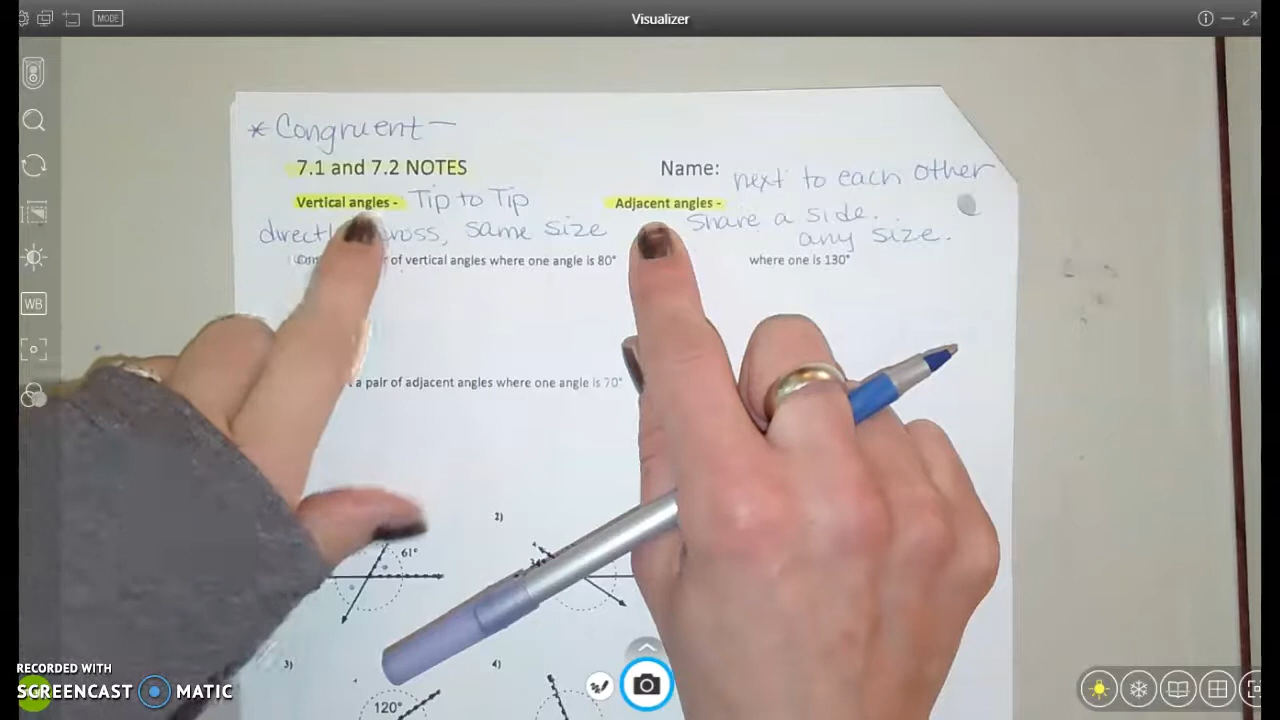 MODE
Visualizer
WB
* Congruent —
7.1 and 7.2 NOTES
Name:
next to each other
Vertical angles - Tip to Tip
Adjacent angles - share a side.
same size
any size.
of vertical angles where one angle is 80°
where one is 130°
a pair of adjacent angles where one angle is 70°
2)
61°
3)
4)
120°
RECORDED WITH
SCREENCAST MATIC